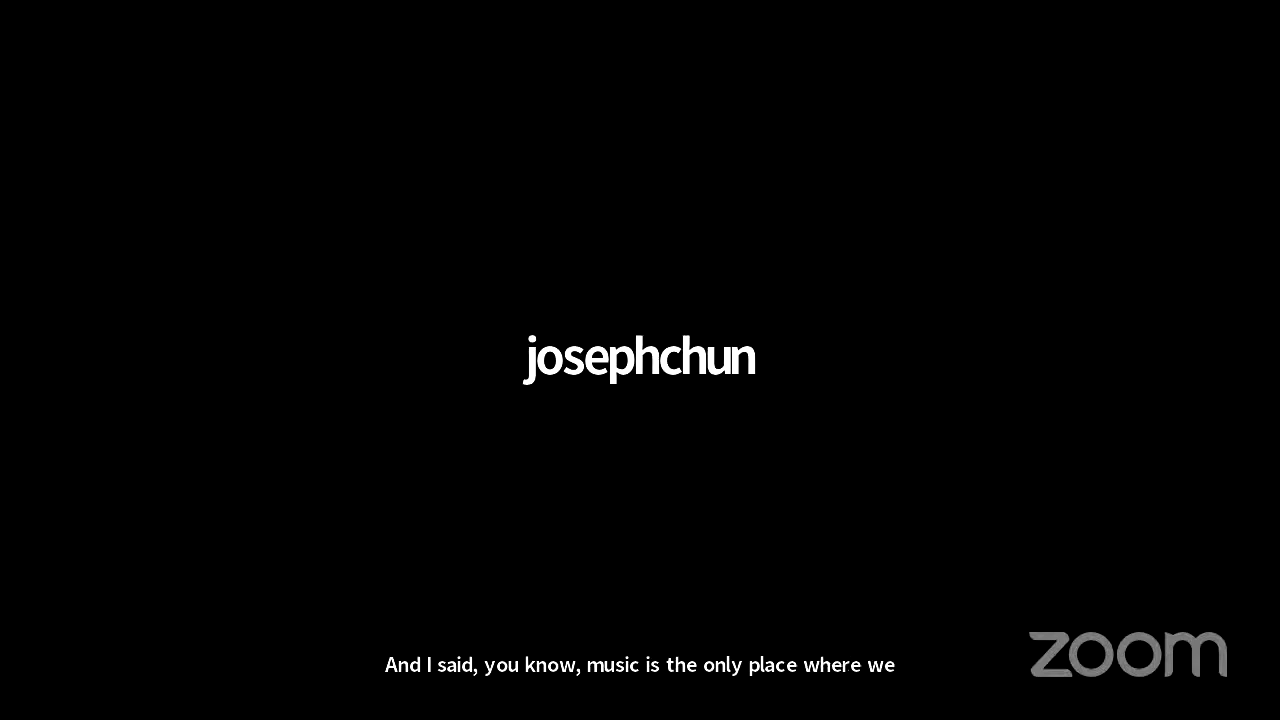 josephchun
And I said, you know, music is the only place where we
zoom